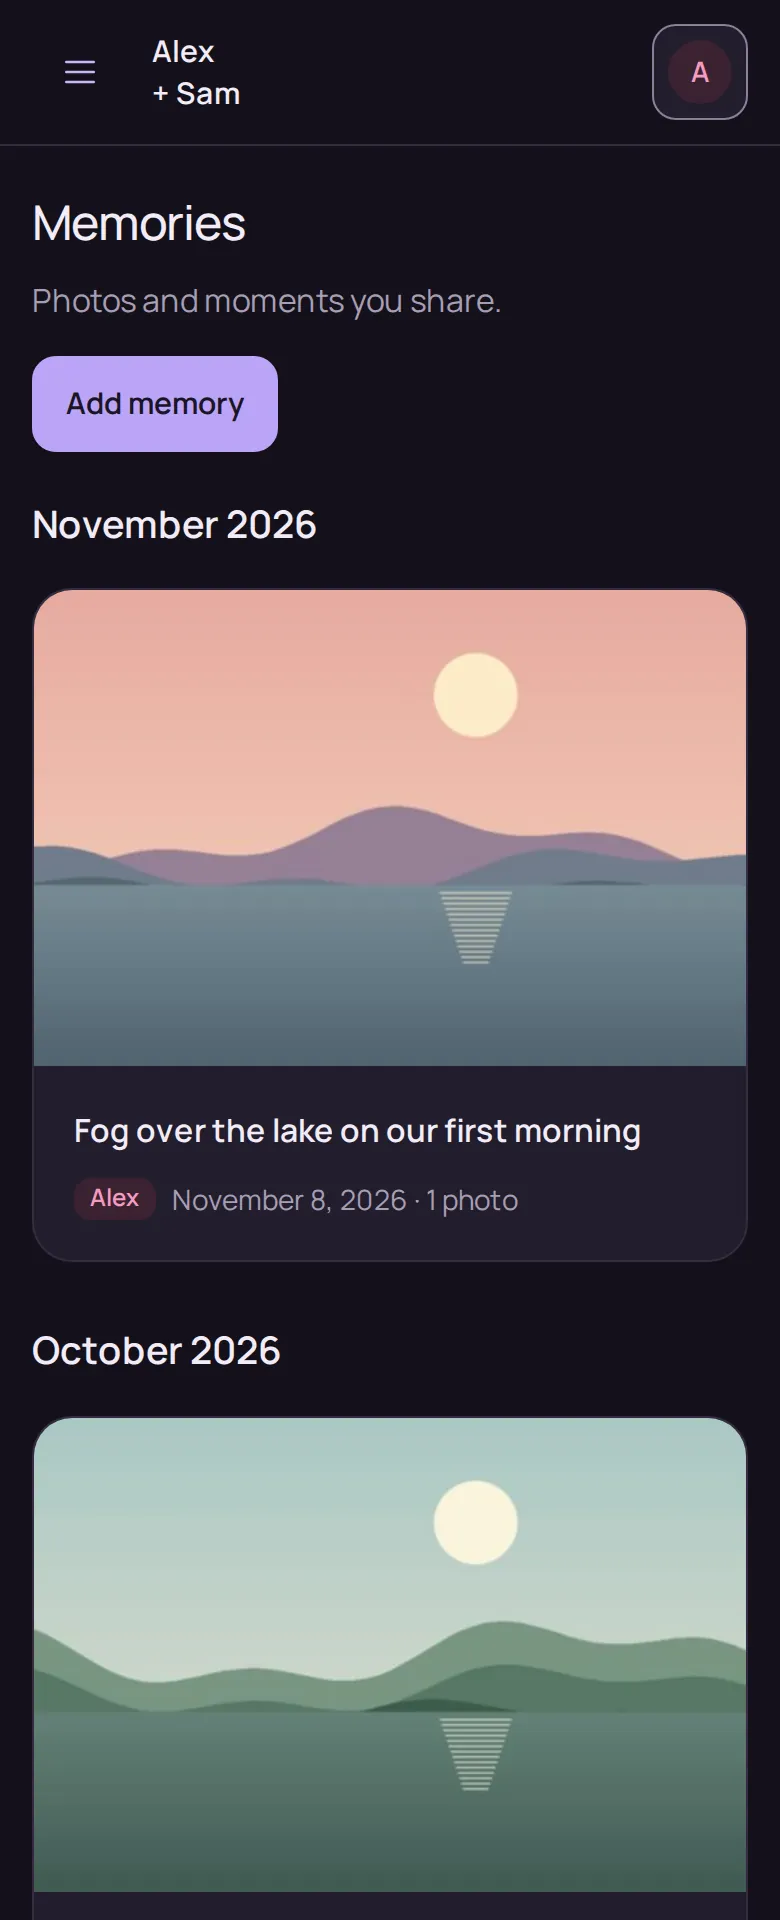 Alex
+ Sam
A
Memories
Photos and moments you share.
Add memory
November 2026
Fog over the lake on our first morning
Alex November 8, 2026 · 1 photo
October 2026